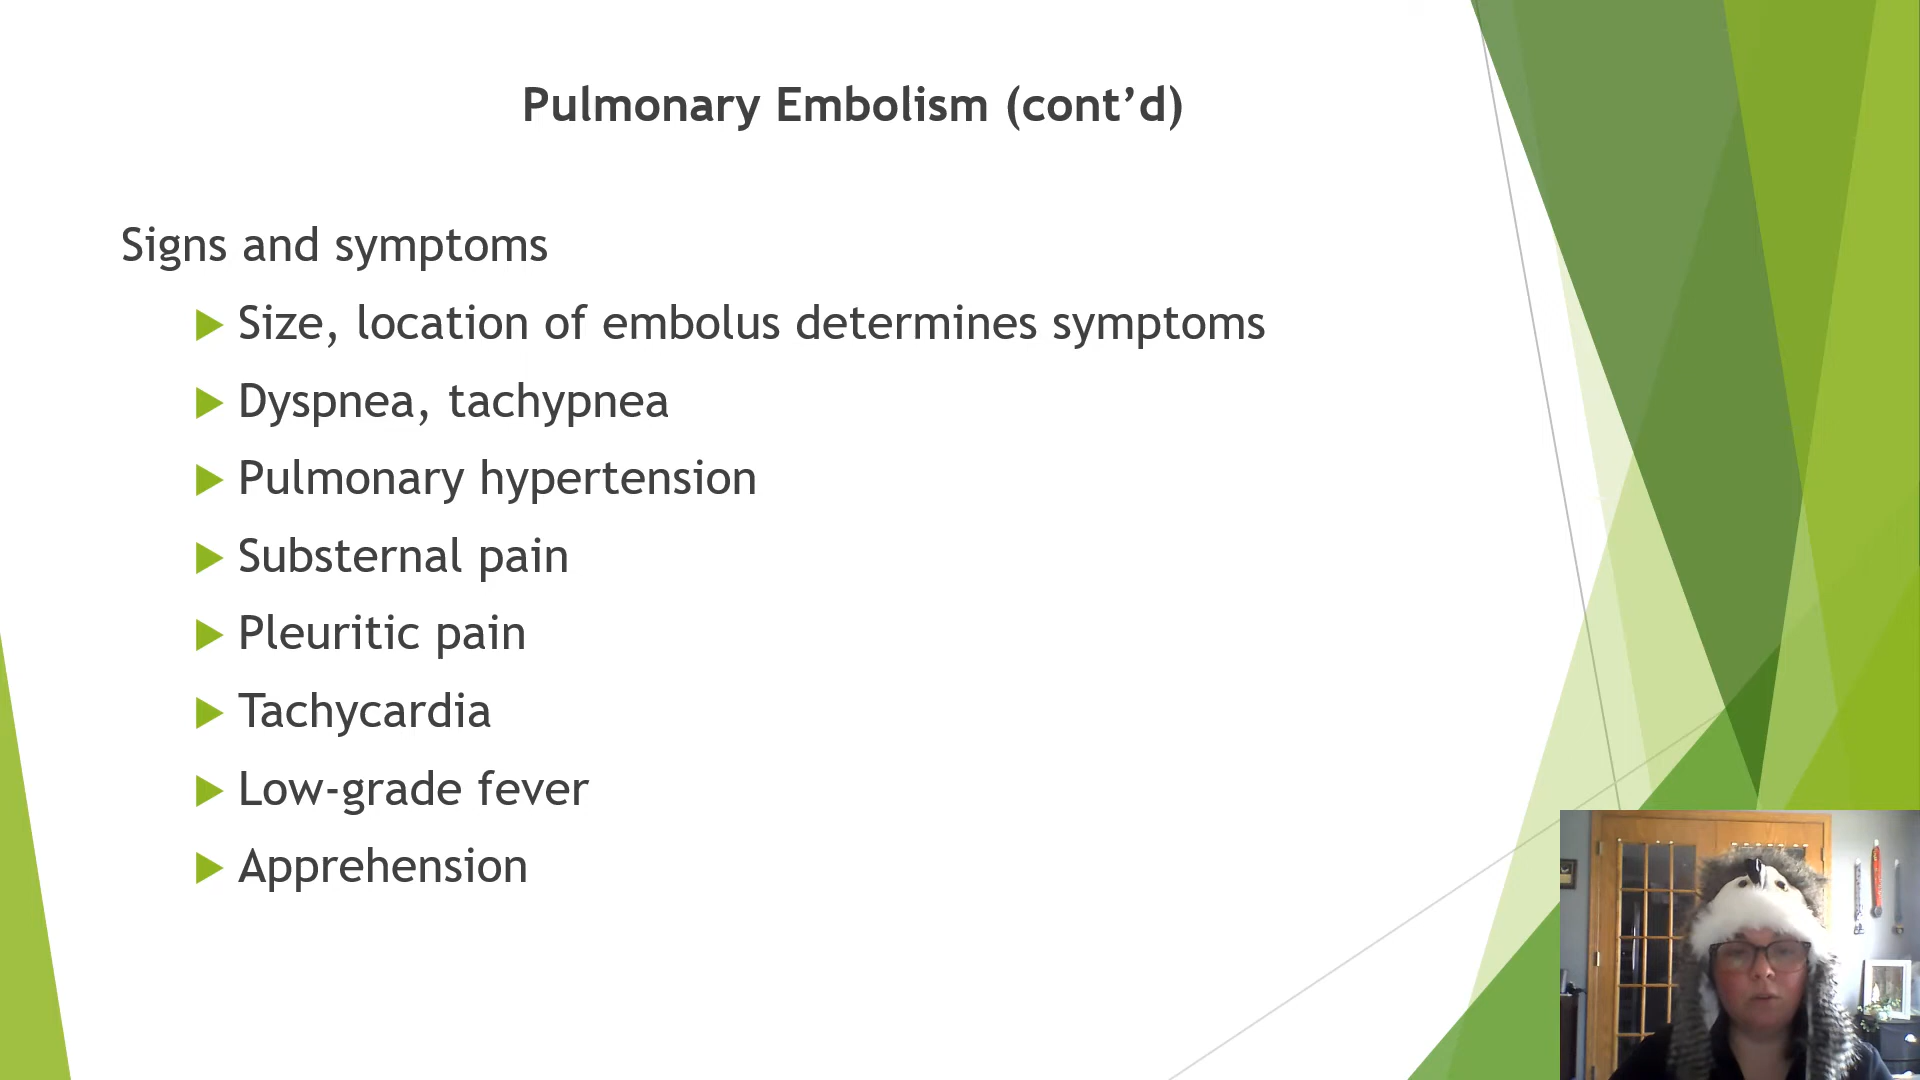 Pulmonary Embolism (cont’d)
Signs and symptoms
Size, location of embolus determines symptoms
Dyspnea, tachypnea
Pulmonary hypertension
Substernal pain
Pleuritic pain
Tachycardia
Low-grade fever
Apprehension